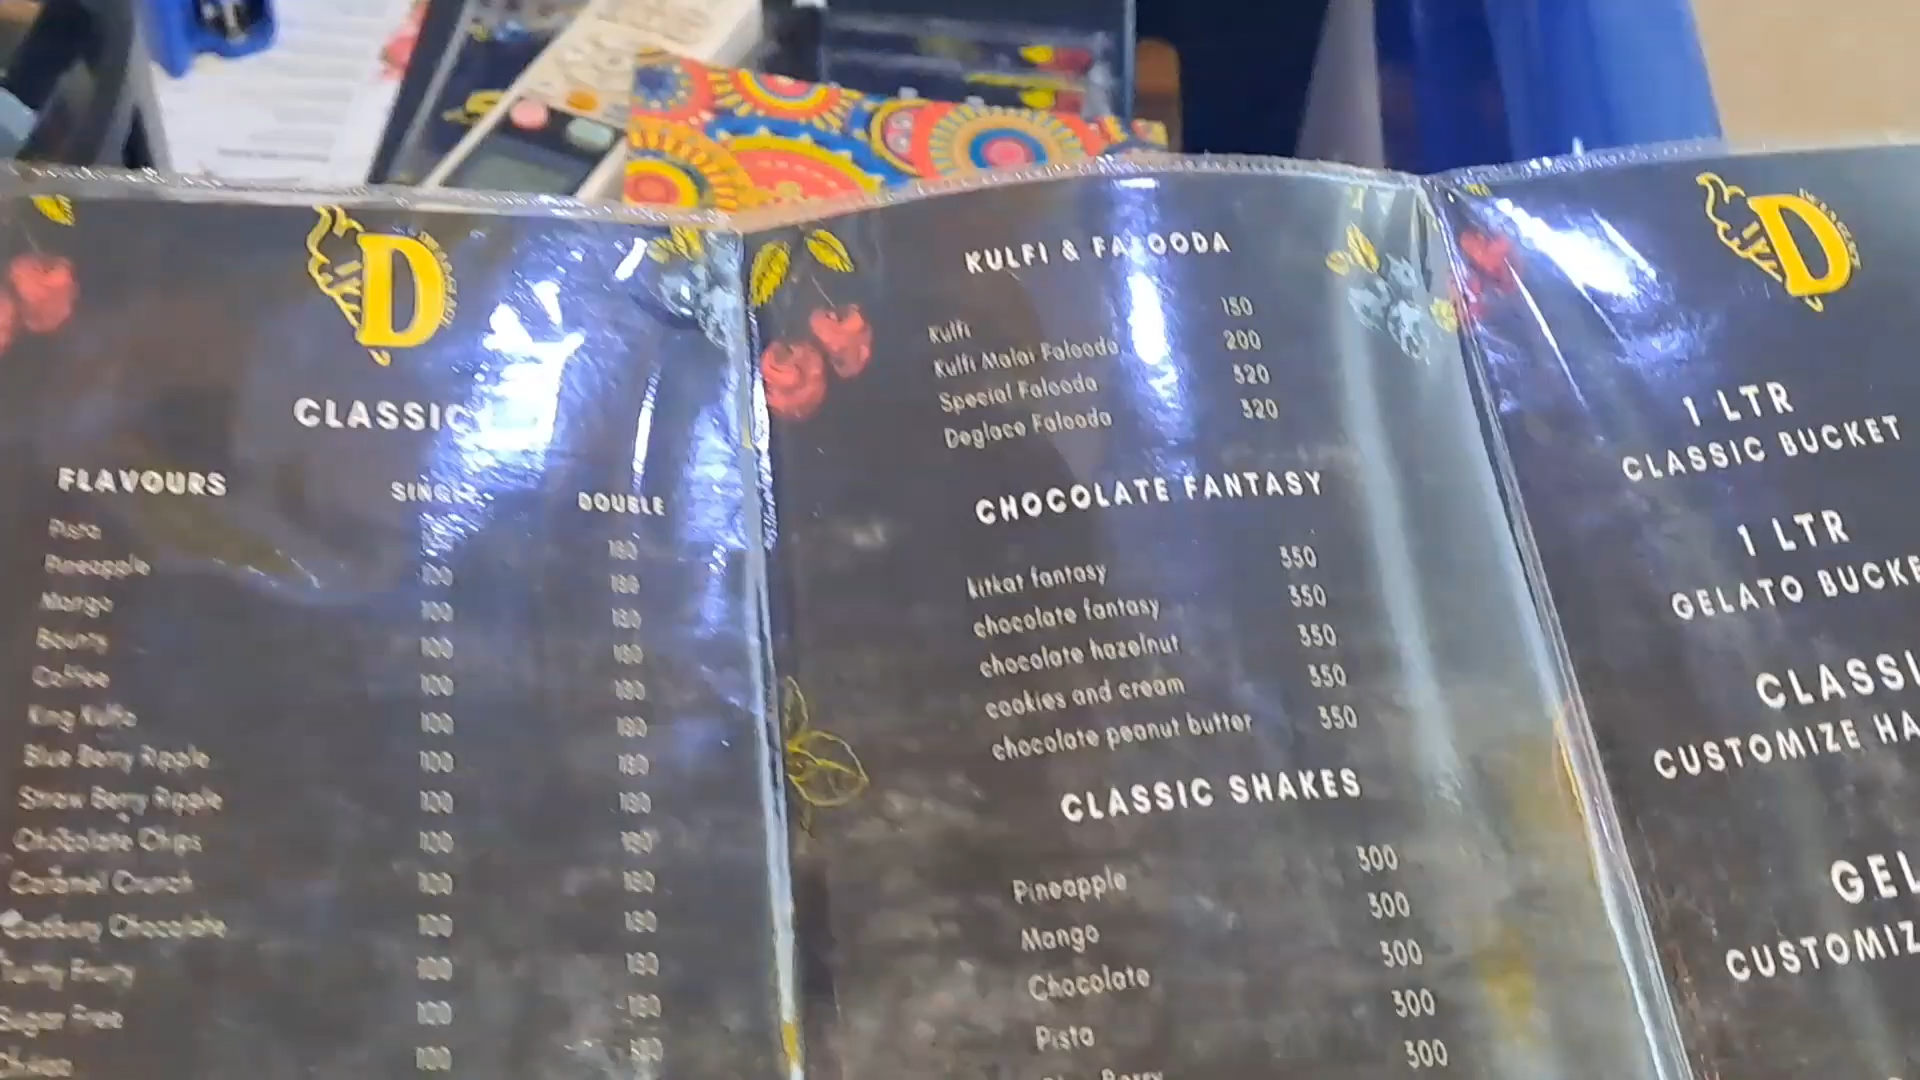 D
CLASSIC
FLAVOURS SINGLE DOUBLE
Pista 180
Pineapple 100 180
Mango 100 180
Bounty 100 180
Coffee 100 180
King Kulfa 100 180
Blue Berry Ripple 100 180
Straw Berry Ripple 100 180
Chocolate Chips 100 180
Caramel Crunch 100 180
Cadbury Chocolate 100 180
Tutty Fruity 100 180
Sugar Free 100 180
100 180
KULFI & FALOODA
Kulfi 150
Kulfi Malai Falooda 200
Special Falooda 320
Deglace Falooda 320
CHOCOLATE FANTASY
kitkat fantasy 350
chocolate fantasy 350
chocolate hazelnut 350
cookies and cream 350
chocolate peanut butter 350
CLASSIC SHAKES
Pineapple 300
Mango 300
Chocolate 300
Pista 300
Berry 300
D
1 LTR
CLASSIC BUCKET
1 LTR
GELATO BUCKE
CLASSI
CUSTOMIZE HA
GEL
CUSTOMIZ